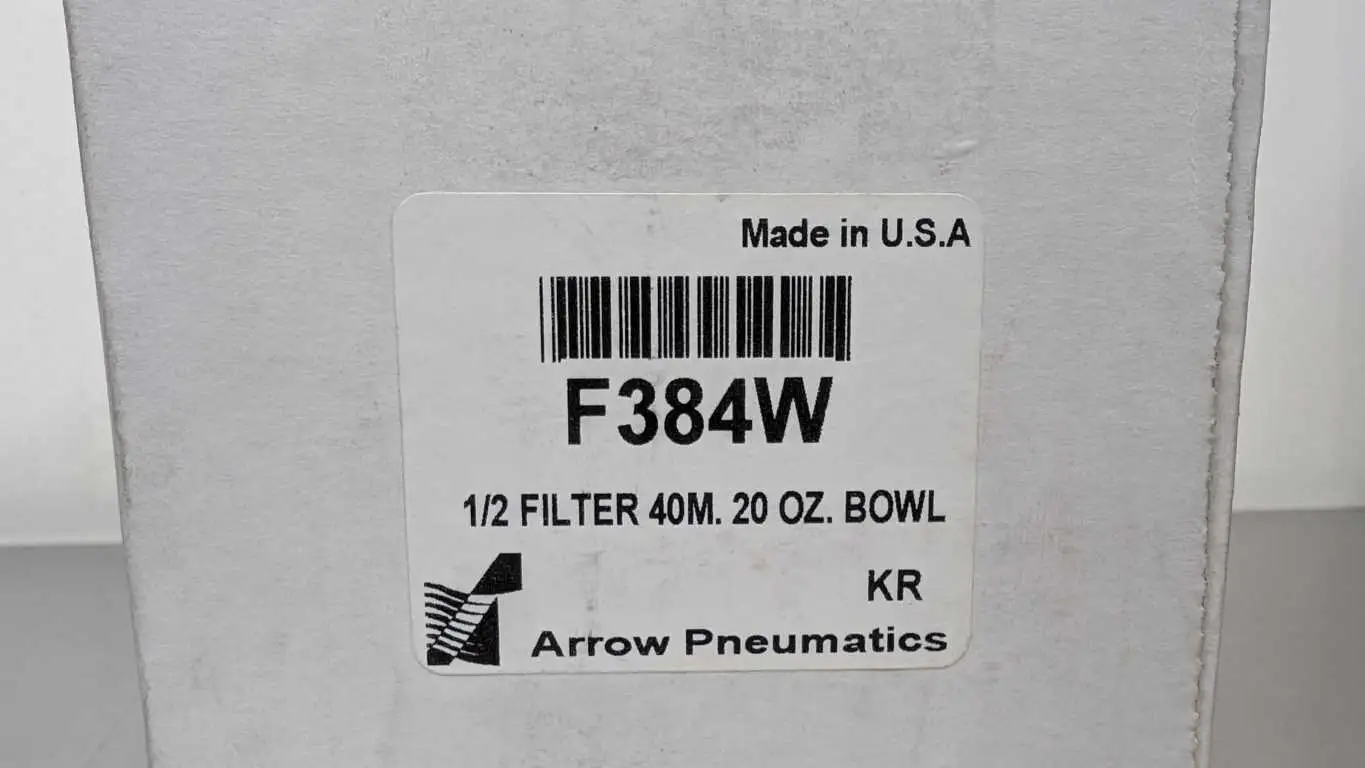 Made in U.S.A
F384W
1/2 FILTER 40M. 20 OZ. BOWL
KR
Arrow Pneumatics